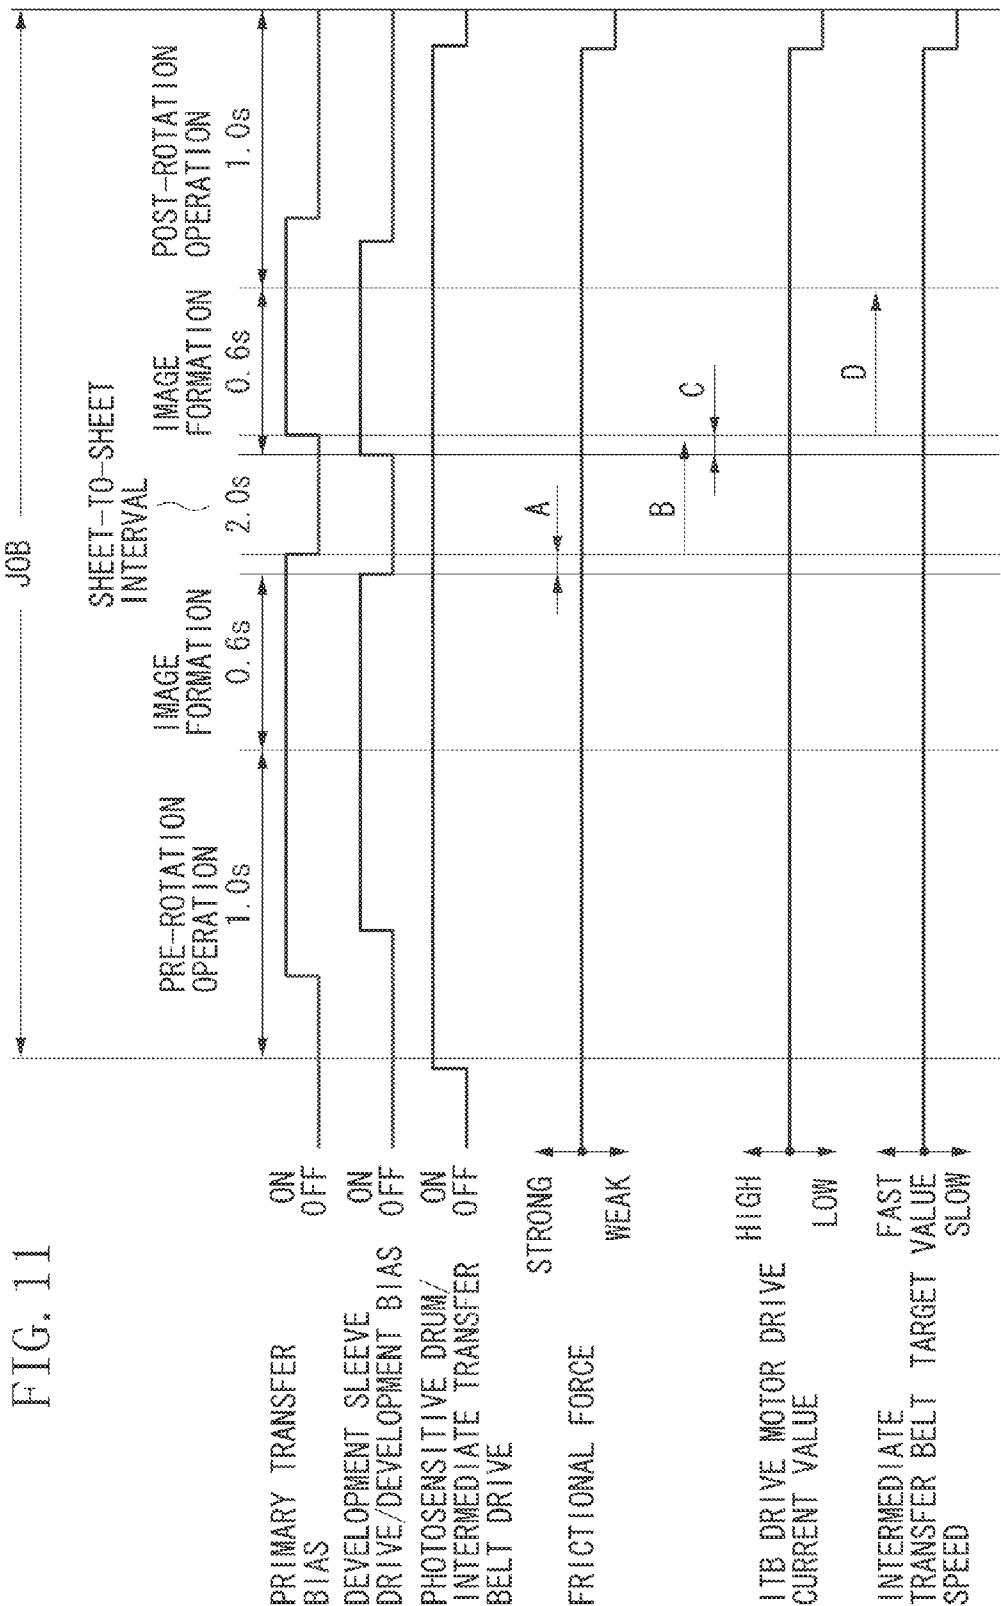 FIG. 11
JOB
PRE-ROTATION
OPERATION
1.0s
IMAGE
FORMATION
0.6s
SHEET-TO-SHEET
INTERVAL
2.0s
IMAGE
FORMATION
0.6s
POST-ROTATION
OPERATION
1.0s
PRIMARY TRANSFER
BIAS
ON
OFF
DEVELOPMENT SLEEVE
DRIVE/DEVELOPMENT BIAS
ON
OFF
PHOTOSENSITIVE DRUM/
INTERMEDIATE TRANSFER
BELT DRIVE
ON
OFF
FRICTIONAL FORCE
STRONG
WEAK
A
B
C
ITB DRIVE MOTOR DRIVE
CURRENT VALUE
HIGH
LOW
D
INTERMEDIATE
TRANSFER BELT TARGET VALUE
SPEED
FAST
SLOW